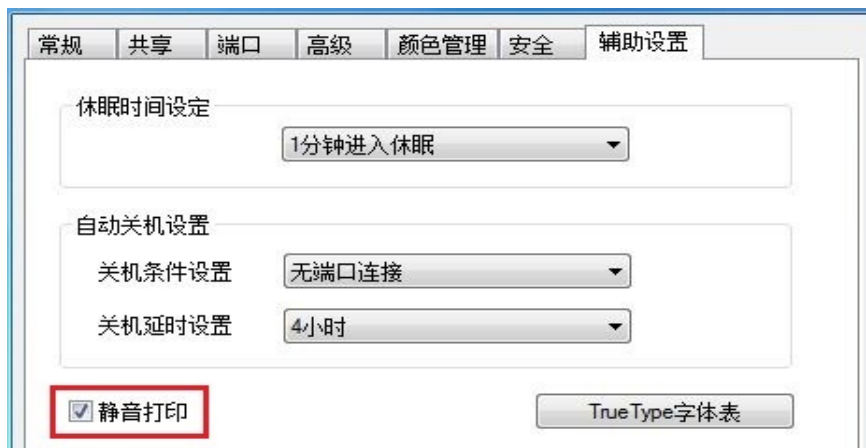 常规 共享 端口 高级 颜色管理 安全 辅助设置
休眠时间设定
1分钟进入休眠
自动关机设置
关机条件设置 无端口连接
关机延时设置 4小时
静音打印 TrueType字体表